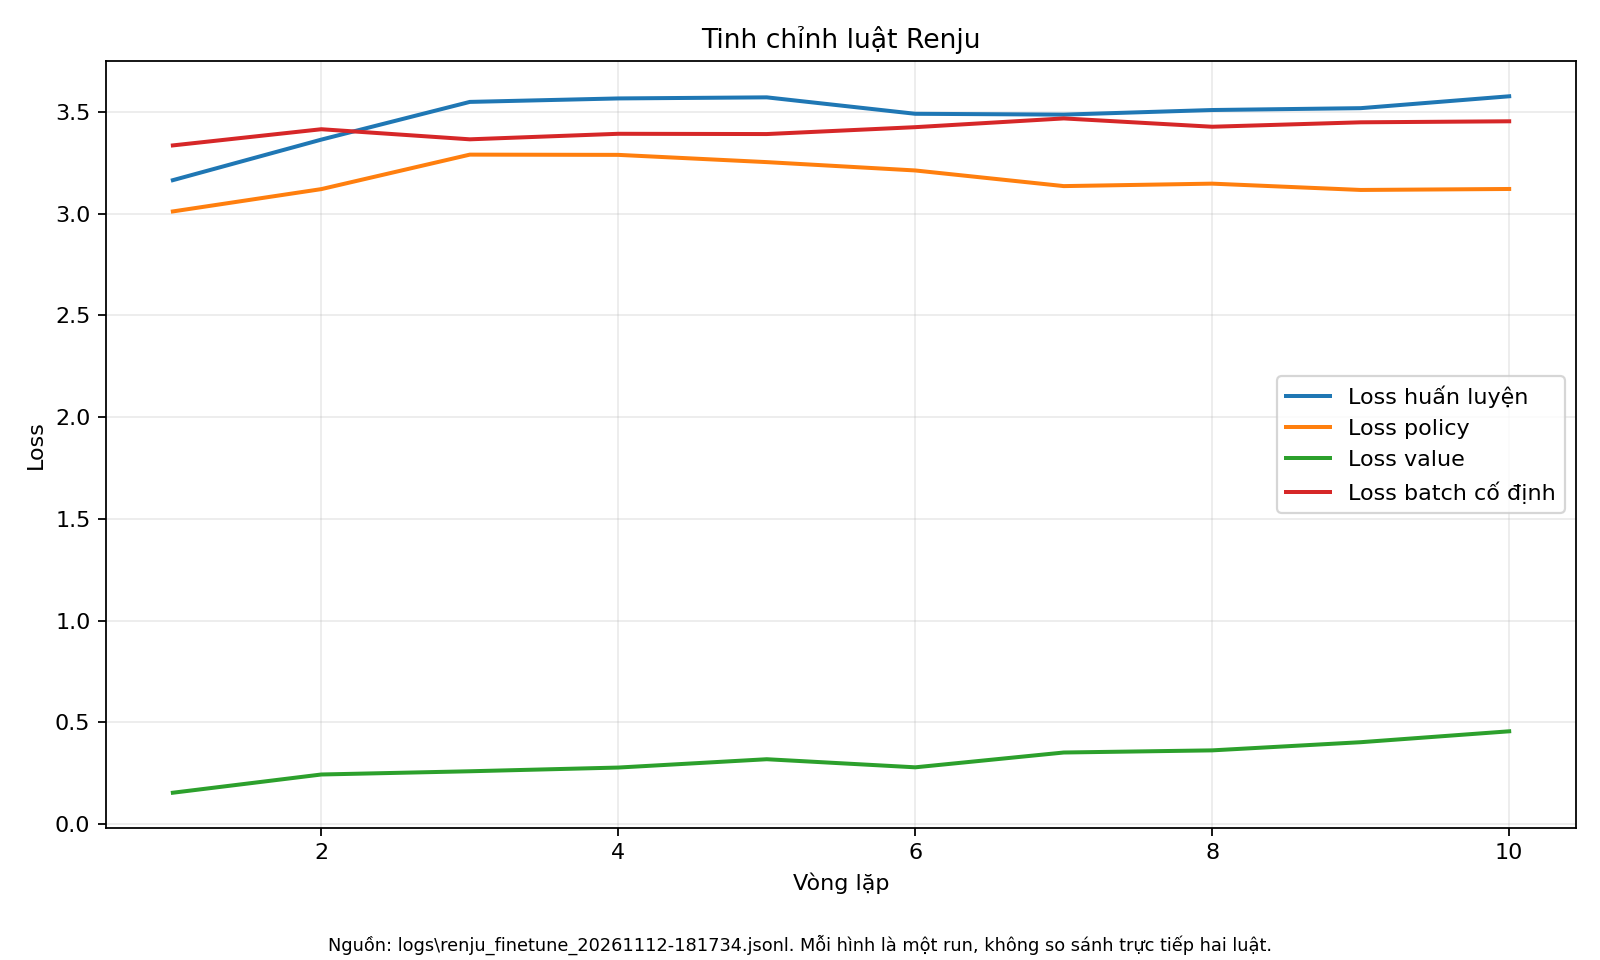 Tinh chỉnh luật Renju
3.5
3.0
2.5
2.0
1.5
1.0
0.5
0.0
Loss
Loss huấn luyện
Loss policy
Loss value
Loss batch cố định
2 4 6 8 10
Vòng lặp
Nguồn: logs\renju_finetune_20261112-181734.jsonl. Mỗi hình là một run, không so sánh trực tiếp hai luật.